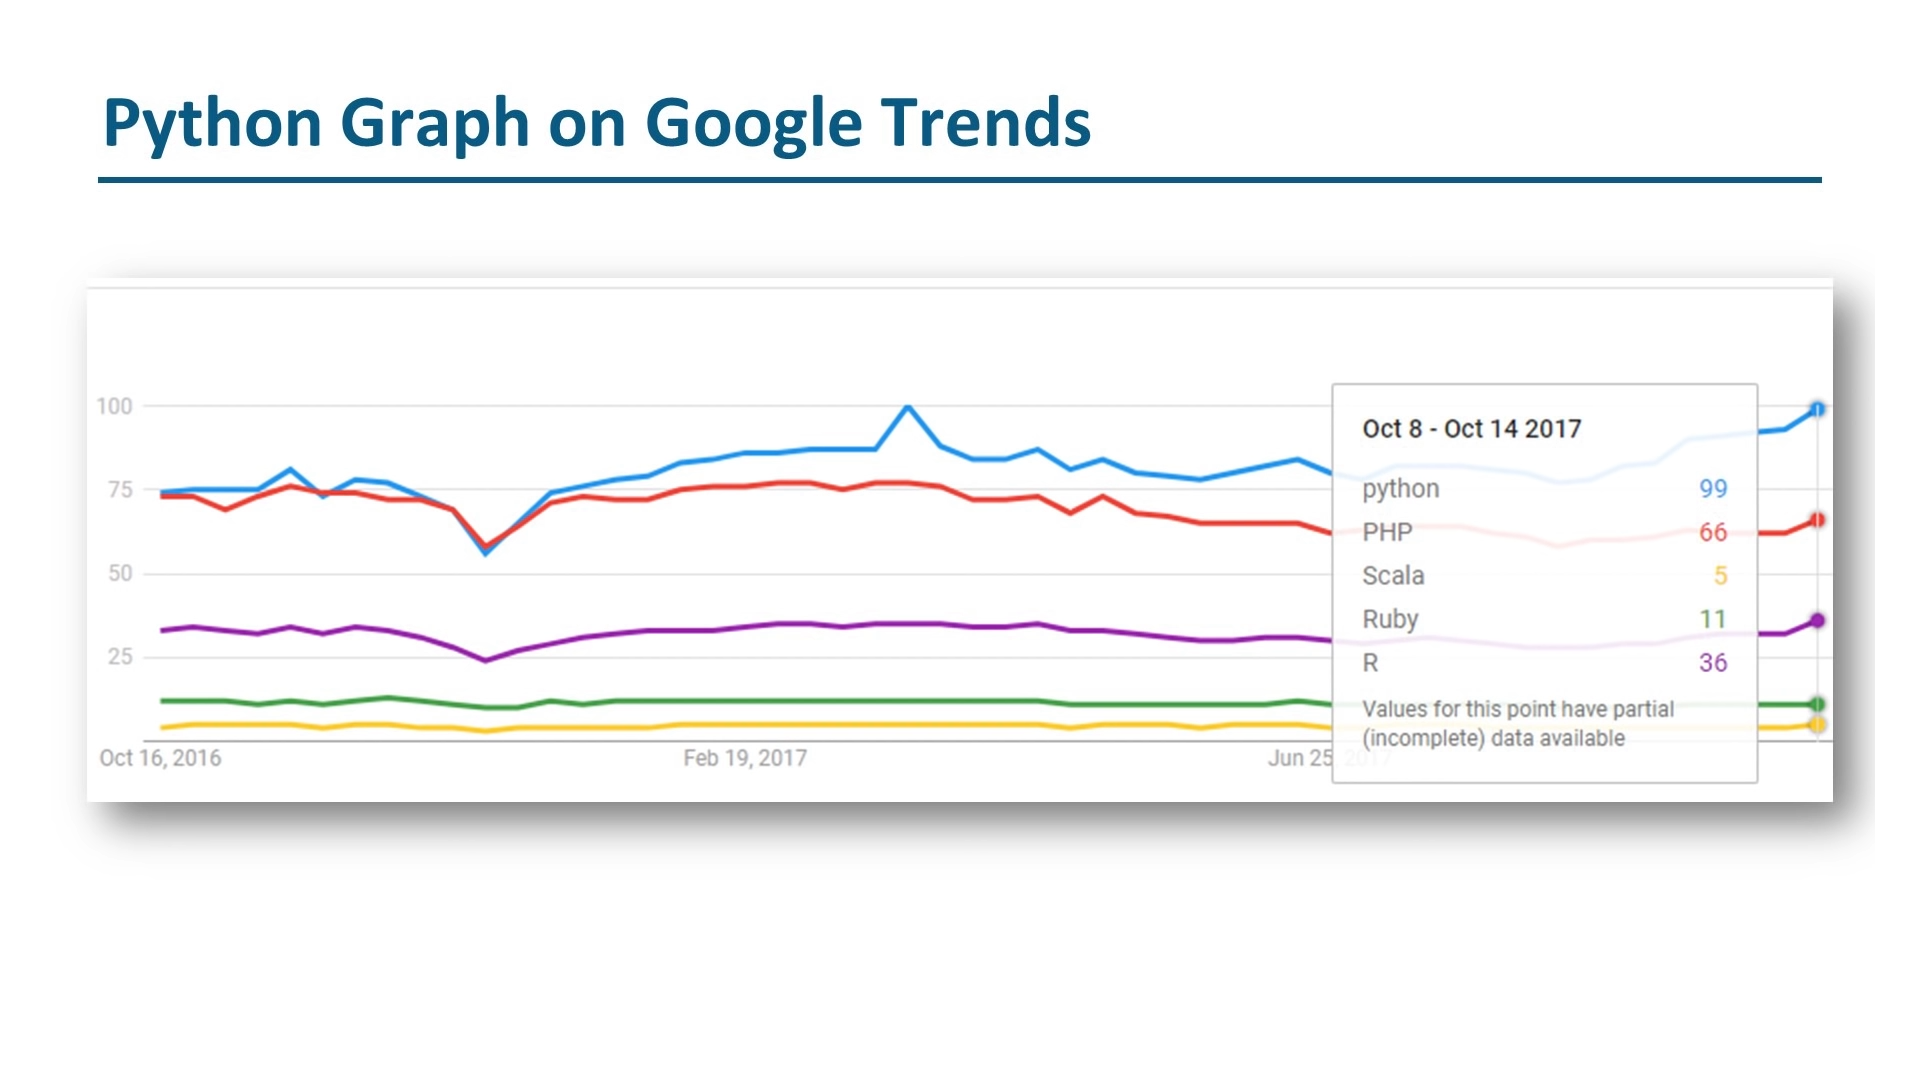 Python Graph on Google Trends
100
75
50
25
Oct 16, 2016
Feb 19, 2017
Jun 25, 2017
Oct 8 - Oct 14 2017
python 99
PHP 66
Scala 5
Ruby 11
R 36
Values for this point have partial
(incomplete) data available